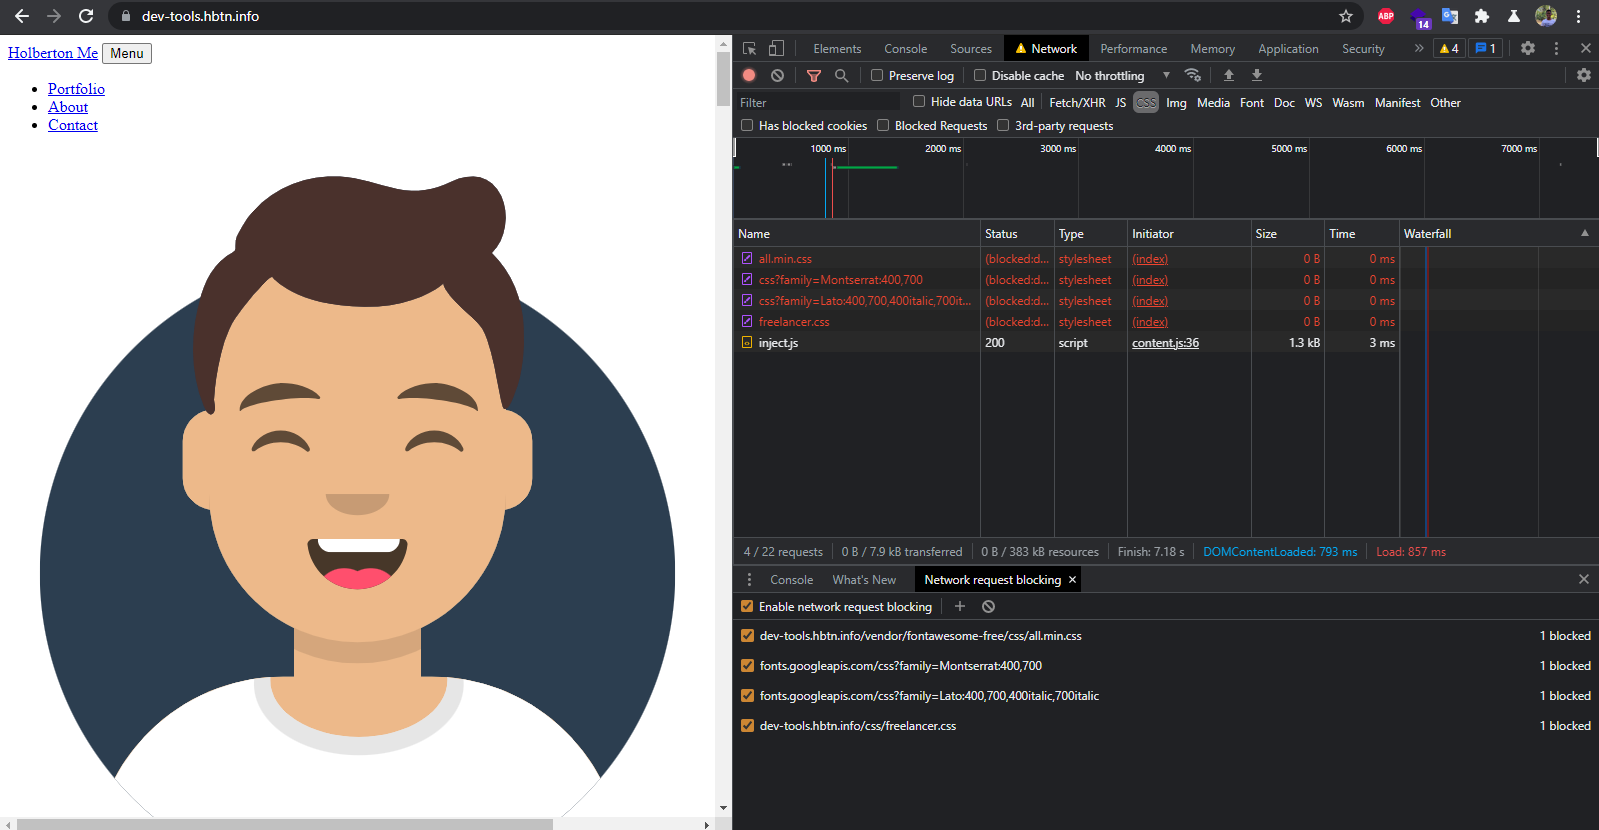 dev-tools.hbtn.info
ABP
14
Holberton Me Menu
Portfolio
About
Contact
Elements Console Sources Network Performance Memory Application Security » 4 1
Preserve log Disable cache No throttling
Filter Hide data URLs All Fetch/XHR JS CSS Img Media Font Doc WS Wasm Manifest Other
Has blocked cookies Blocked Requests 3rd-party requests
1000 ms 2000 ms 3000 ms 4000 ms 5000 ms 6000 ms 7000 ms
Name Status Type Initiator Size Time Waterfall
all.min.css (blocked:d... stylesheet (index) 0 B 0 ms
css?family=Montserrat:400,700 (blocked:d... stylesheet (index) 0 B 0 ms
css?family=Lato:400,700,400italic,700it... (blocked:d... stylesheet (index) 0 B 0 ms
freelancer.css (blocked:d... stylesheet (index) 0 B 0 ms
inject.js 200 script content.js:36 1.3 kB 3 ms
4 / 22 requests 0 B / 7.9 kB transferred 0 B / 383 kB resources Finish: 7.18 s DOMContentLoaded: 793 ms Load: 857 ms
Console What's New Network request blocking
Enable network request blocking
dev-tools.hbtn.info/vendor/fontawesome-free/css/all.min.css 1 blocked
fonts.googleapis.com/css?family=Montserrat:400,700 1 blocked
fonts.googleapis.com/css?family=Lato:400,700,400italic,700italic 1 blocked
dev-tools.hbtn.info/css/freelancer.css 1 blocked